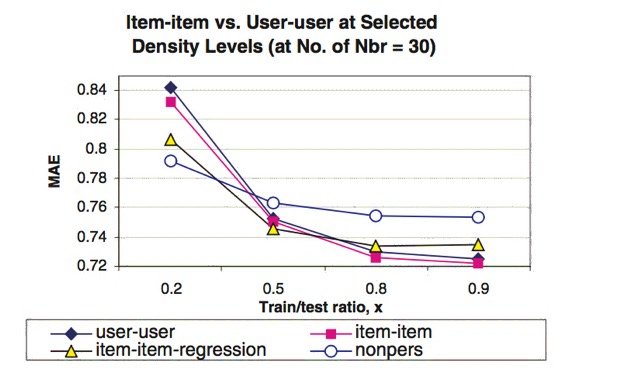 Item-item vs. User-user at Selected
Density Levels (at No. of Nbr = 30)
0.84
0.82
0.8
0.78
0.76
0.74
0.72
MAE
0.2 0.5 0.8 0.9
Train/test ratio, x
user-user item-item
item-item-regression nonpers